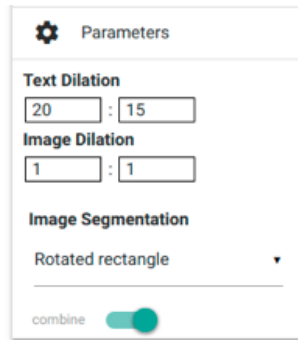 Parameters
Text Dilation
20 : 15
Image Dilation
1 : 1
Image Segmentation
Rotated rectangle
combine